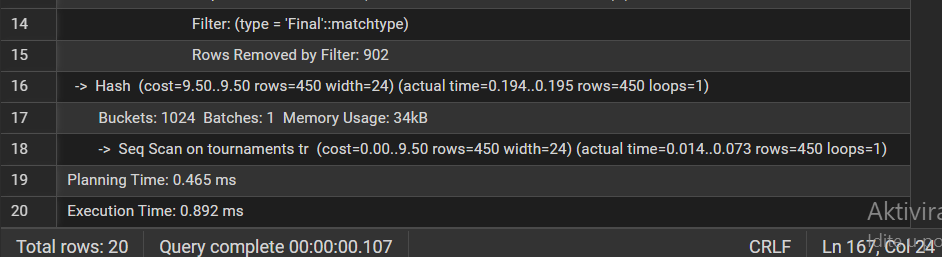 14 Filter: (type = 'Final'::matchtype)
15 Rows Removed by Filter: 902
16 -> Hash (cost=9.50..9.50 rows=450 width=24) (actual time=0.194..0.195 rows=450 loops=1)
17 Buckets: 1024 Batches: 1 Memory Usage: 34kB
18 -> Seq Scan on tournaments tr (cost=0.00..9.50 rows=450 width=24) (actual time=0.014..0.073 rows=450 loops=1)
19 Planning Time: 0.465 ms
20 Execution Time: 0.892 ms
Aktivira
Total rows: 20 Query complete 00:00:00.107 CRLF Ln 167, Col 24
Idite u po